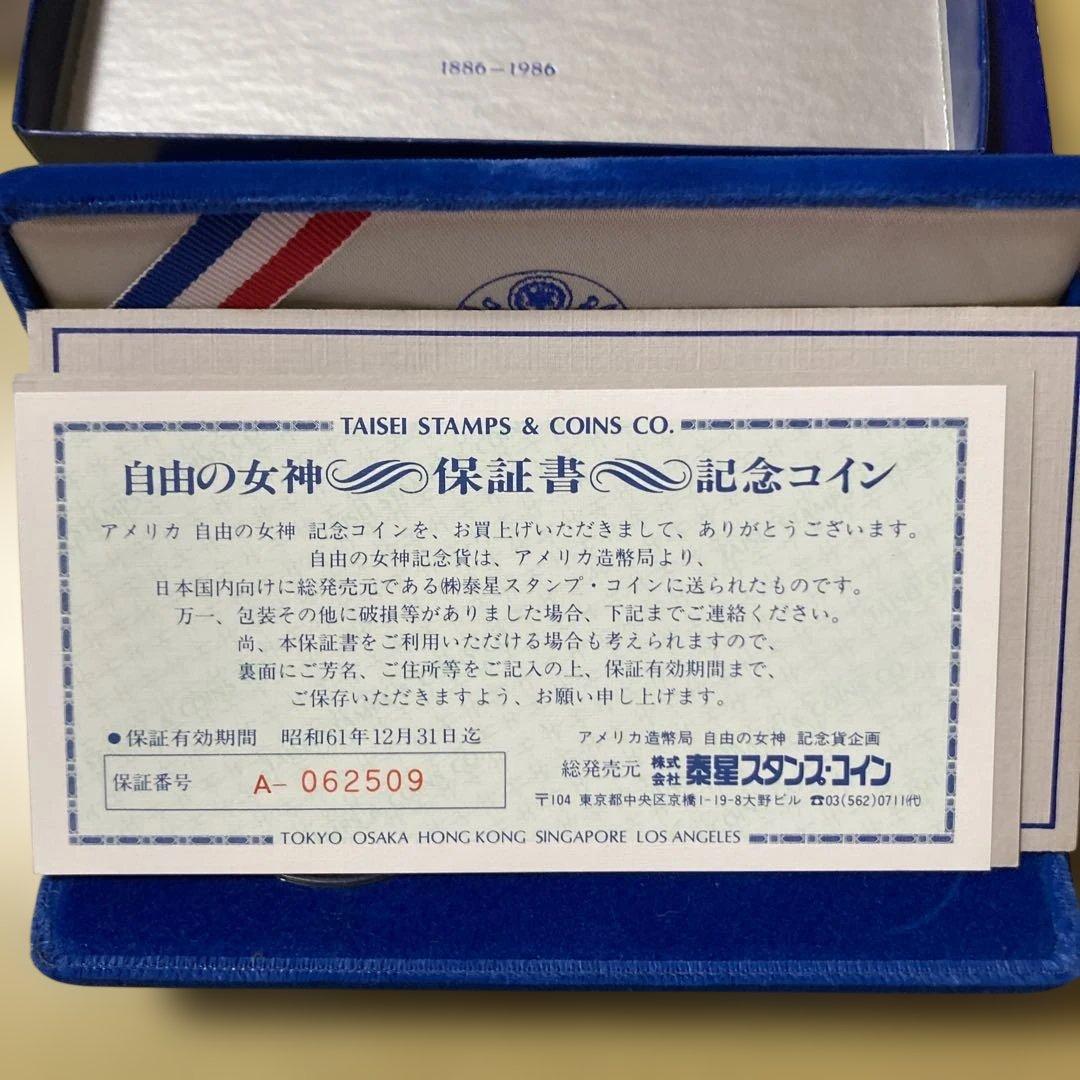 1886-1986
TAISEI STAMPS & COINS CO.
自由の女神 保証書 記念コイン
アメリカ 自由の女神 記念コインを、お買上げいただきまして、ありがとうございます。
自由の女神記念貨は、アメリカ造幣局より、
日本国内向けに総発売元である㈱泰星スタンプ・コインに送られたものです。
万一、包装その他に破損等がありました場合、下記までご連絡ください。
尚、本保証書をご利用いただける場合も考えられますので、
裏面にご芳名、ご住所等をご記入の上、保証有効期間まで、
ご保存いただきますよう、お願い申し上げます。
●保証有効期間 昭和61年12月31日迄
保証番号 A- 062509
アメリカ造幣局 自由の女神 記念貨企画
総発売元 株式会社 泰星スタンプ・コイン
〒104 東京都中央区京橋1-19-8大野ビル ☎03(562)0711(代)
TOKYO OSAKA HONG KONG SINGAPORE LOS ANGELES